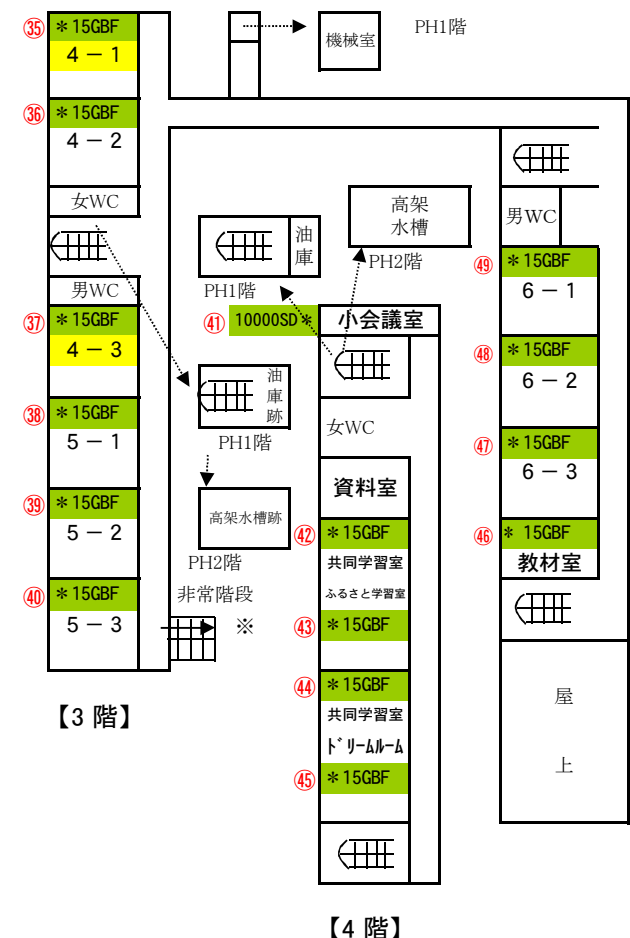 ㉟ ＊15GBF
４－１
㊱ ＊15GBF
４－２
女WC
男WC
㊲ ＊15GBF
４－３
㊳ ＊15GBF
５－１
㊴ ＊15GBF
５－２
㊵ ＊15GBF
５－３
【３階】
機械室
PH1階
油庫
PH1階
高架
水槽
PH2階
㊶ 10000SD＊
小会議室
油庫跡
PH1階
高架水槽跡
PH2階
非常階段
※
女WC
資料室
㊷ ＊15GBF
共同学習室
ふるさと学習室
㊸ ＊15GBF
㊹ ＊15GBF
共同学習室
ﾄﾞﾘｰﾑﾙｰﾑ
㊺ ＊15GBF
【４階】
男WC
㊾ ＊15GBF
６－１
㊽ ＊15GBF
６－２
㊼ ＊15GBF
６－３
㊻ ＊ 15GBF
教材室
屋
上